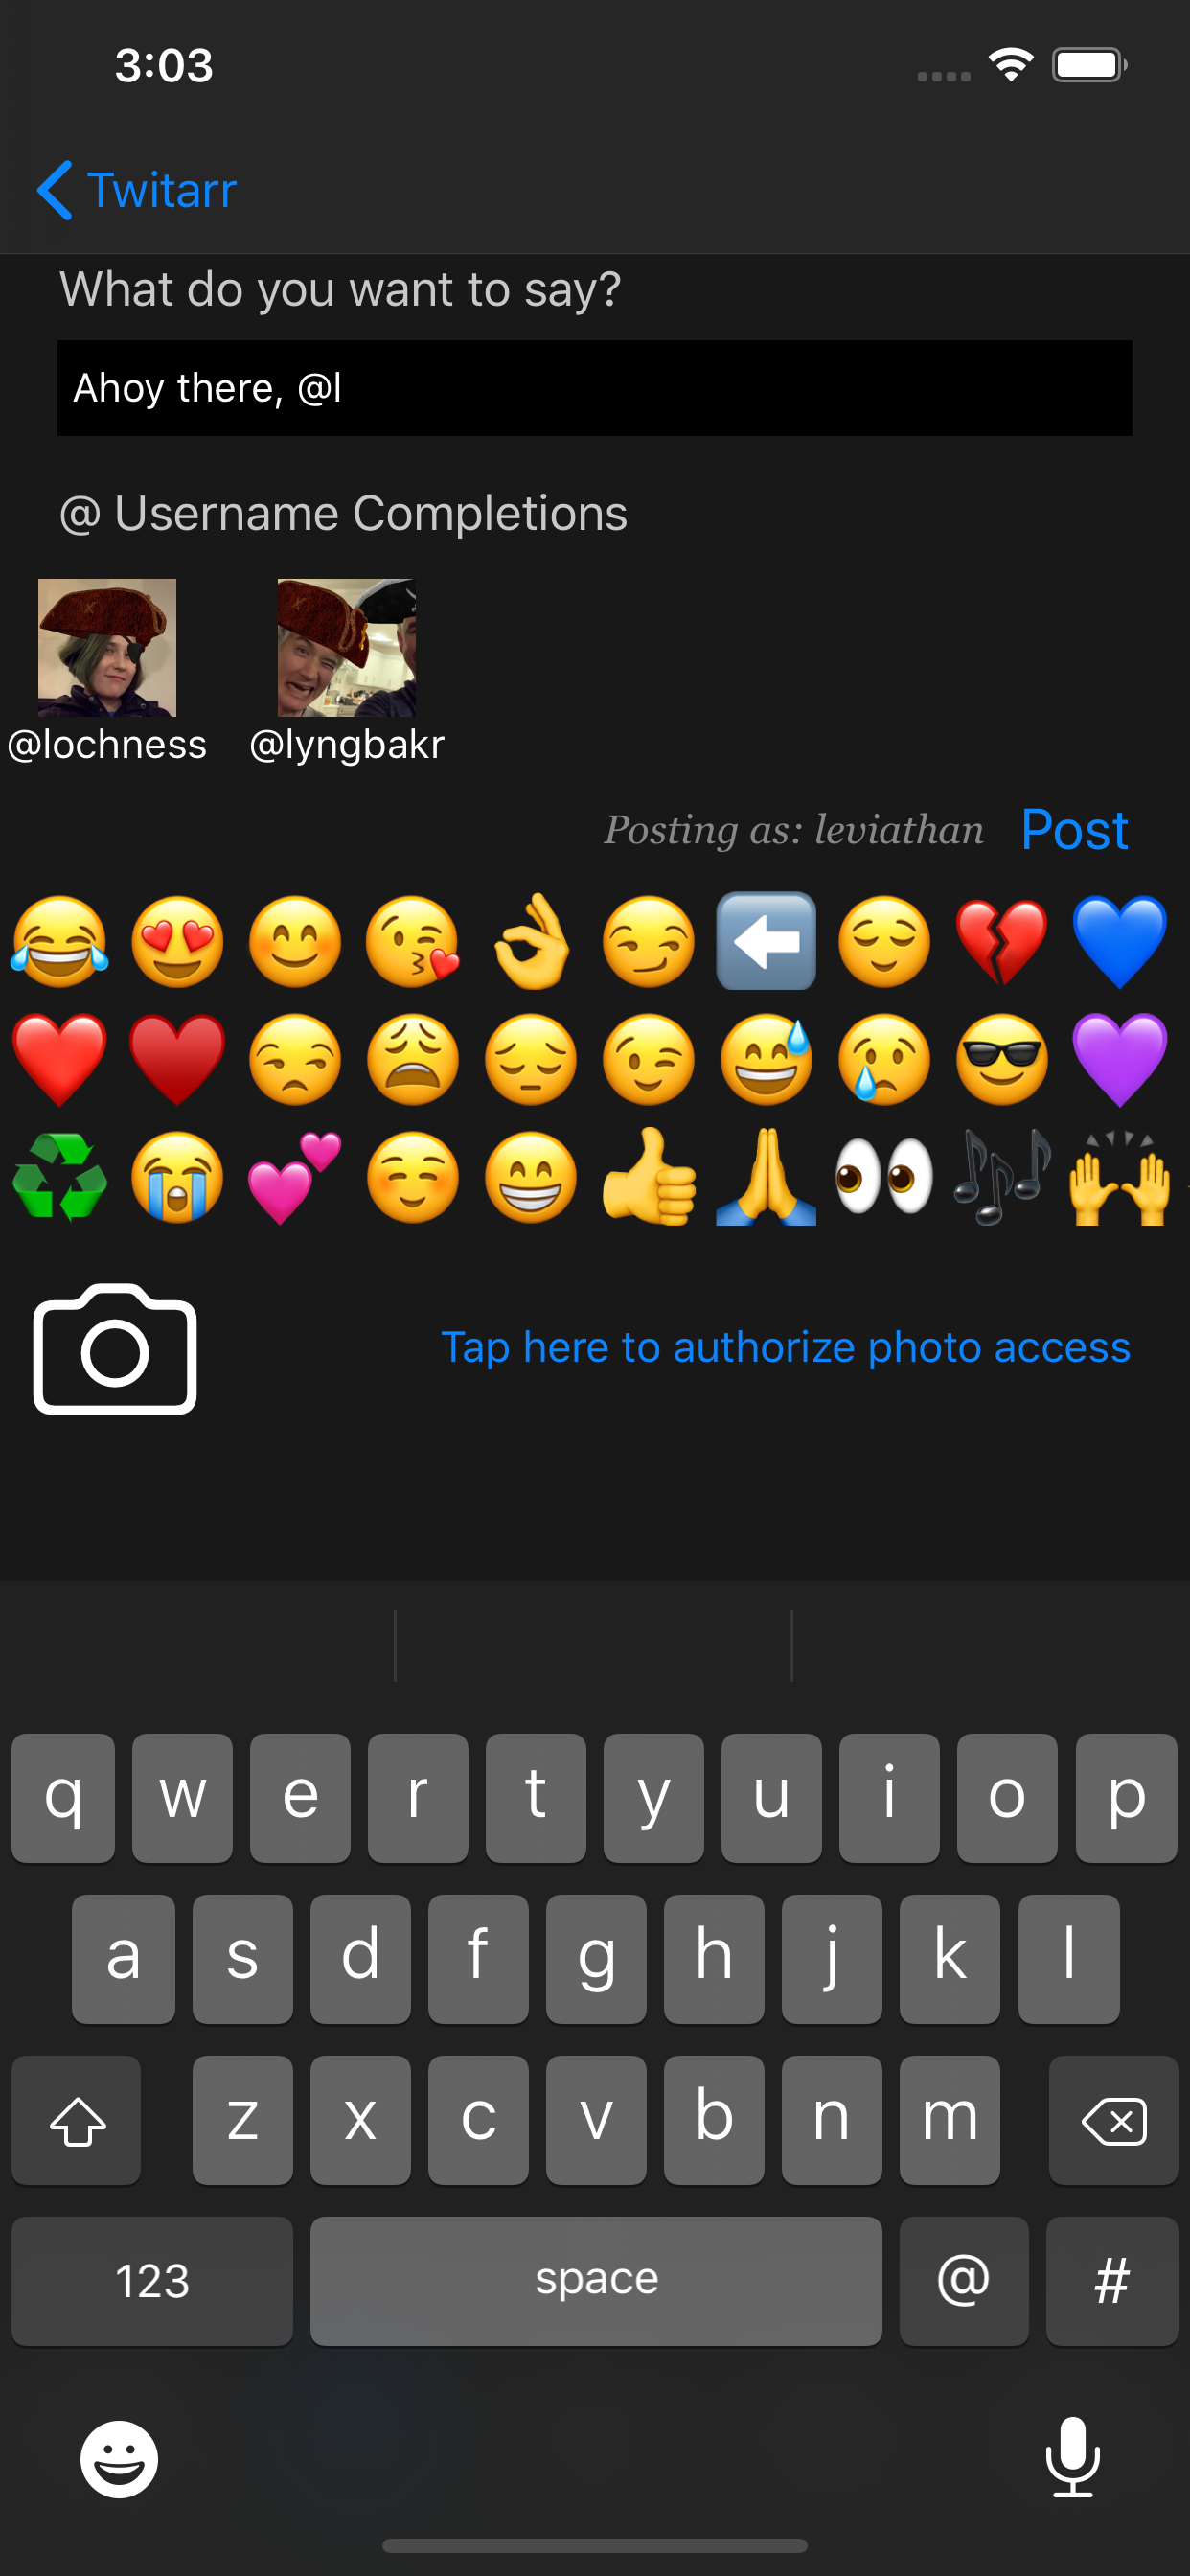 3:03
Twitarr
What do you want to say?
Ahoy there, @l
@ Username Completions
@lochness @lyngbakr
Posting as: leviathan Post
Tap here to authorize photo access
q w e r t y u i o p
a s d f g h j k l
z x c v b n m
123 space @ #